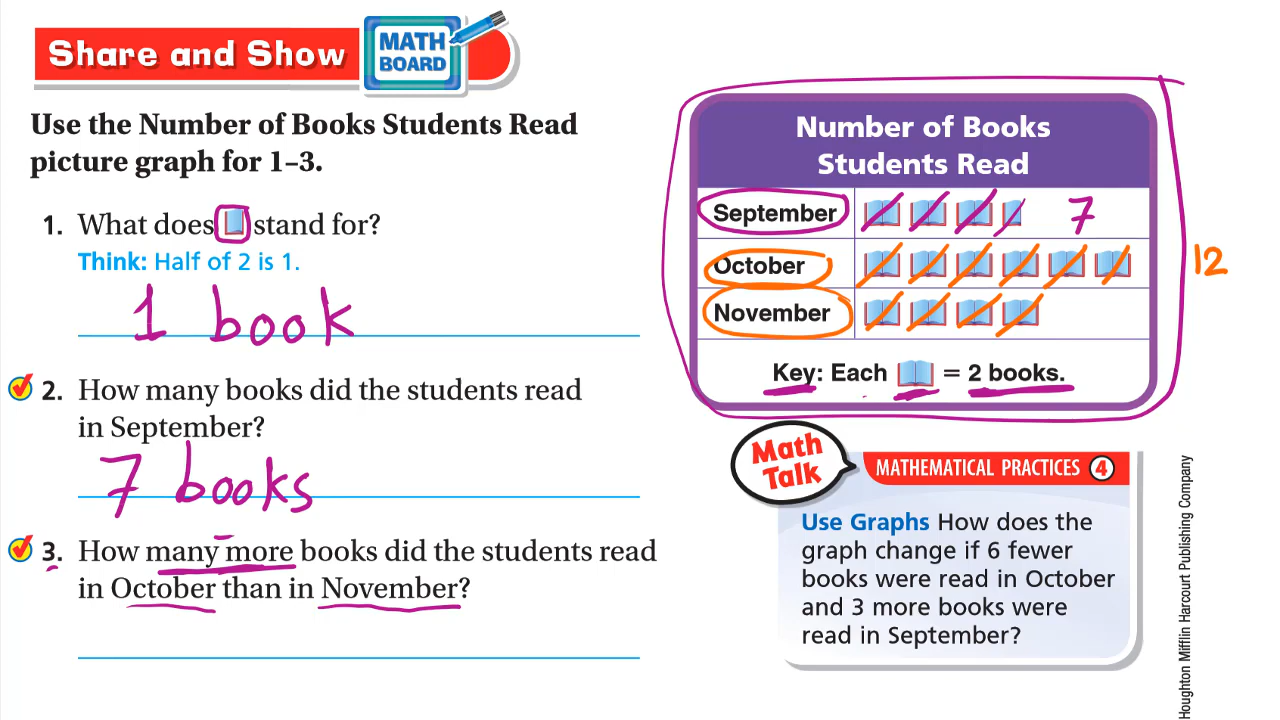 Share and Show
MATH
BOARD
Use the Number of Books Students Read
picture graph for 1–3.
1. What does stand for?
Think: Half of 2 is 1.
1 book
2. How many books did the students read
in September?
7 books
3. How many more books did the students read
in October than in November?
Number of Books
Students Read
September 7
October 12
November
Key: Each = 2 books.
Math
Talk
MATHEMATICAL PRACTICES 4
Use Graphs How does the
graph change if 6 fewer
books were read in October
and 3 more books were
read in September?
Houghton Mifflin Harcourt Publishing Company